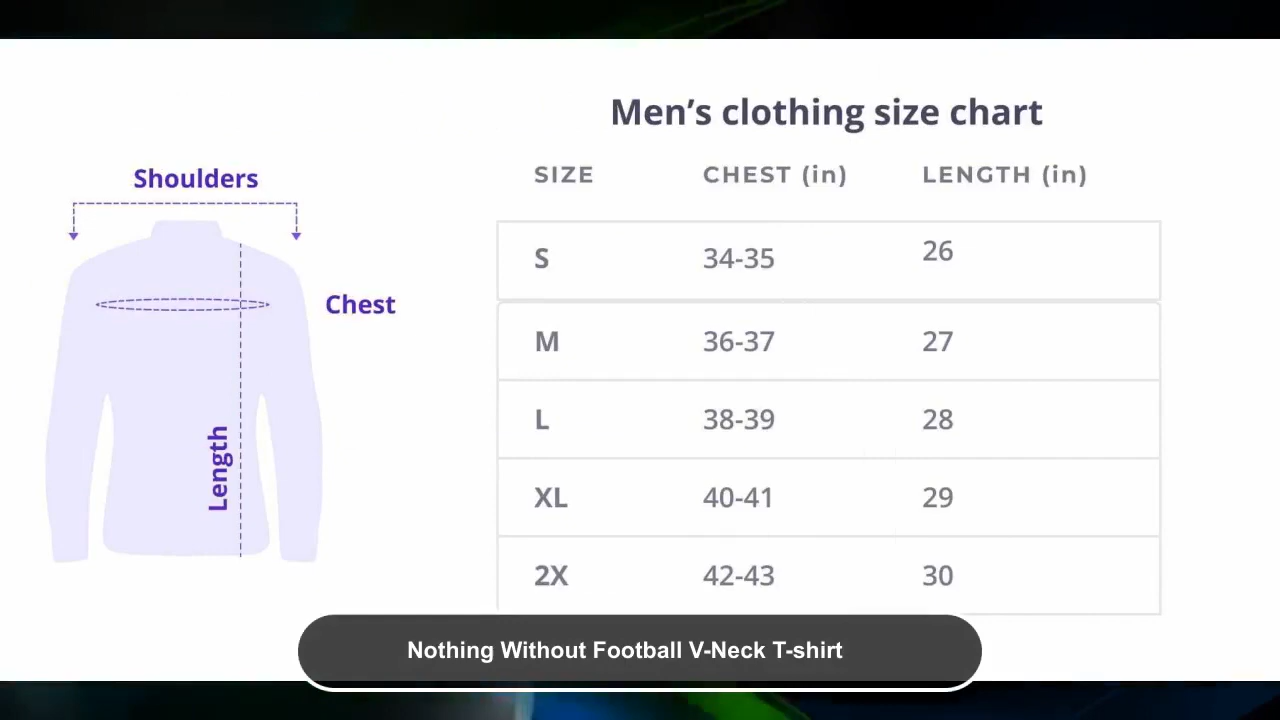 Men's clothing size chart
Shoulders
Chest
Length
SIZE CHEST (in) LENGTH (in)
S 34-35 26
M 36-37 27
L 38-39 28
XL 40-41 29
2X 42-43 30
Nothing Without Football V-Neck T-shirt